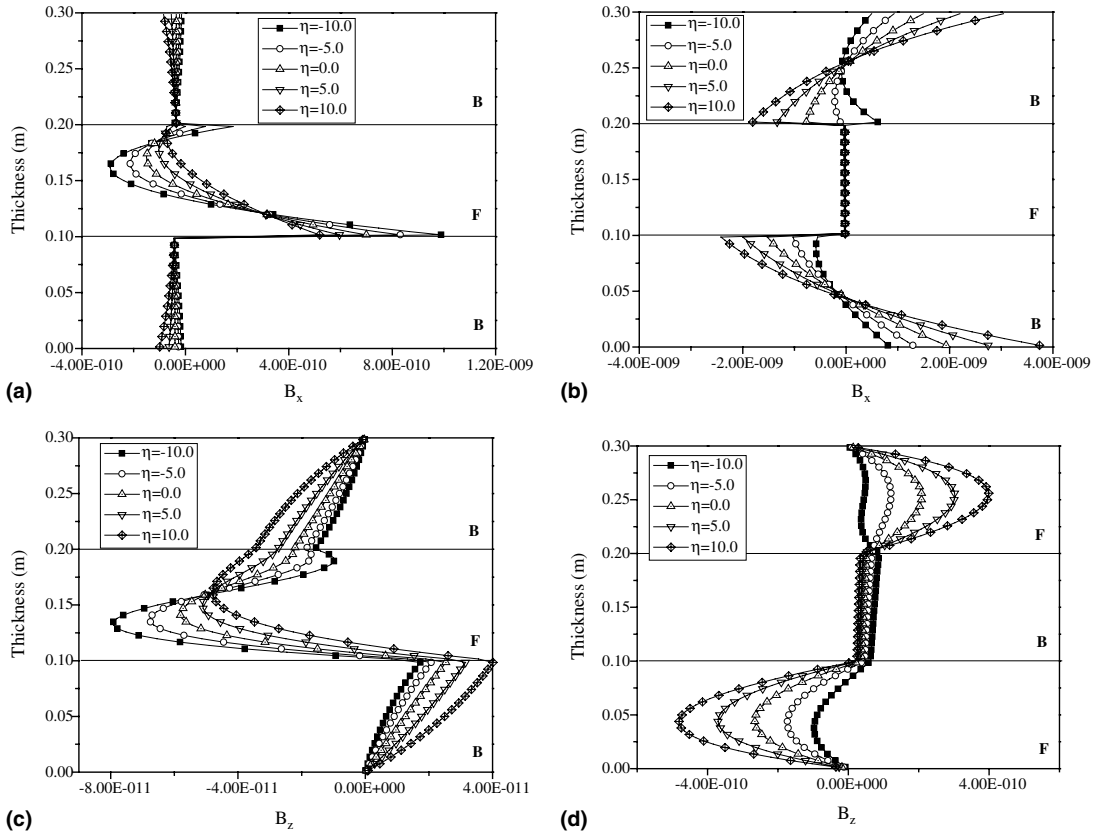 0.30
0.25
0.20
0.15
0.10
0.05
0.00
Thickness (m)
η=-10.0
η=-5.0
η=0.0
η=5.0
η=10.0
B
F
B
-4.00E-010
0.00E+000
4.00E-010
8.00E-010
1.20E-009
(a)
Bx
0.30
0.25
0.20
0.15
0.10
0.05
0.00
Thickness (m)
η=-10.0
η=-5.0
η=0.0
η=5.0
η=10.0
B
F
B
-4.00E-009
-2.00E-009
0.00E+000
2.00E-009
4.00E-009
(b)
Bx
0.30
0.25
0.20
0.15
0.10
0.05
0.00
Thickness (m)
η=-10.0
η=-5.0
η=0.0
η=5.0
η=10.0
B
F
B
-8.00E-011
-4.00E-011
0.00E+000
4.00E-011
(c)
Bz
0.30
0.25
0.20
0.15
0.10
0.05
0.00
Thickness (m)
η=-10.0
η=-5.0
η=0.0
η=5.0
η=10.0
F
B
F
-4.00E-010
0.00E+000
4.00E-010
(d)
Bz